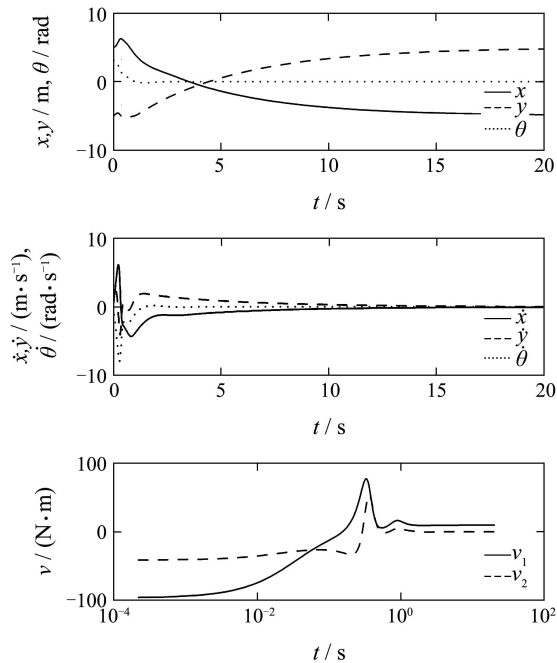 x,y / m, θ / rad
10
0
−10
0
5
10
15
20
x
y
θ
t / s
ẋ,ẏ / (m·s⁻¹),
θ̇ / (rad·s⁻¹)
10
0
−10
0
5
10
15
20
ẋ
ẏ
θ̇
t / s
v / (N·m)
100
0
−100
10⁻⁴
10⁻²
10⁰
10²
v₁
v₂
t / s